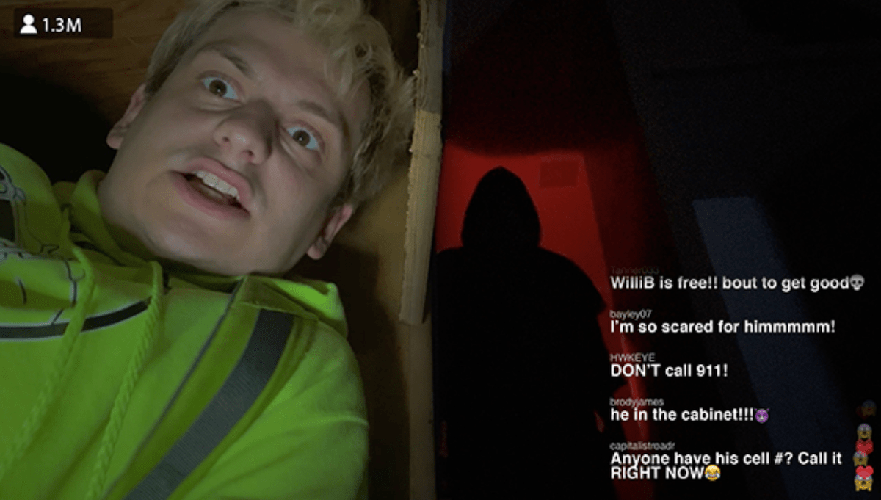 1.3M
WilliB is free!! bout to get good💀
bayley07
I'm so scared for himmmmm!
HWKEYE
DON'T call 911!
brodyjames
he in the cabinet!!!😈
capitalistroadr
Anyone have his cell #? Call it
RIGHT NOW😂